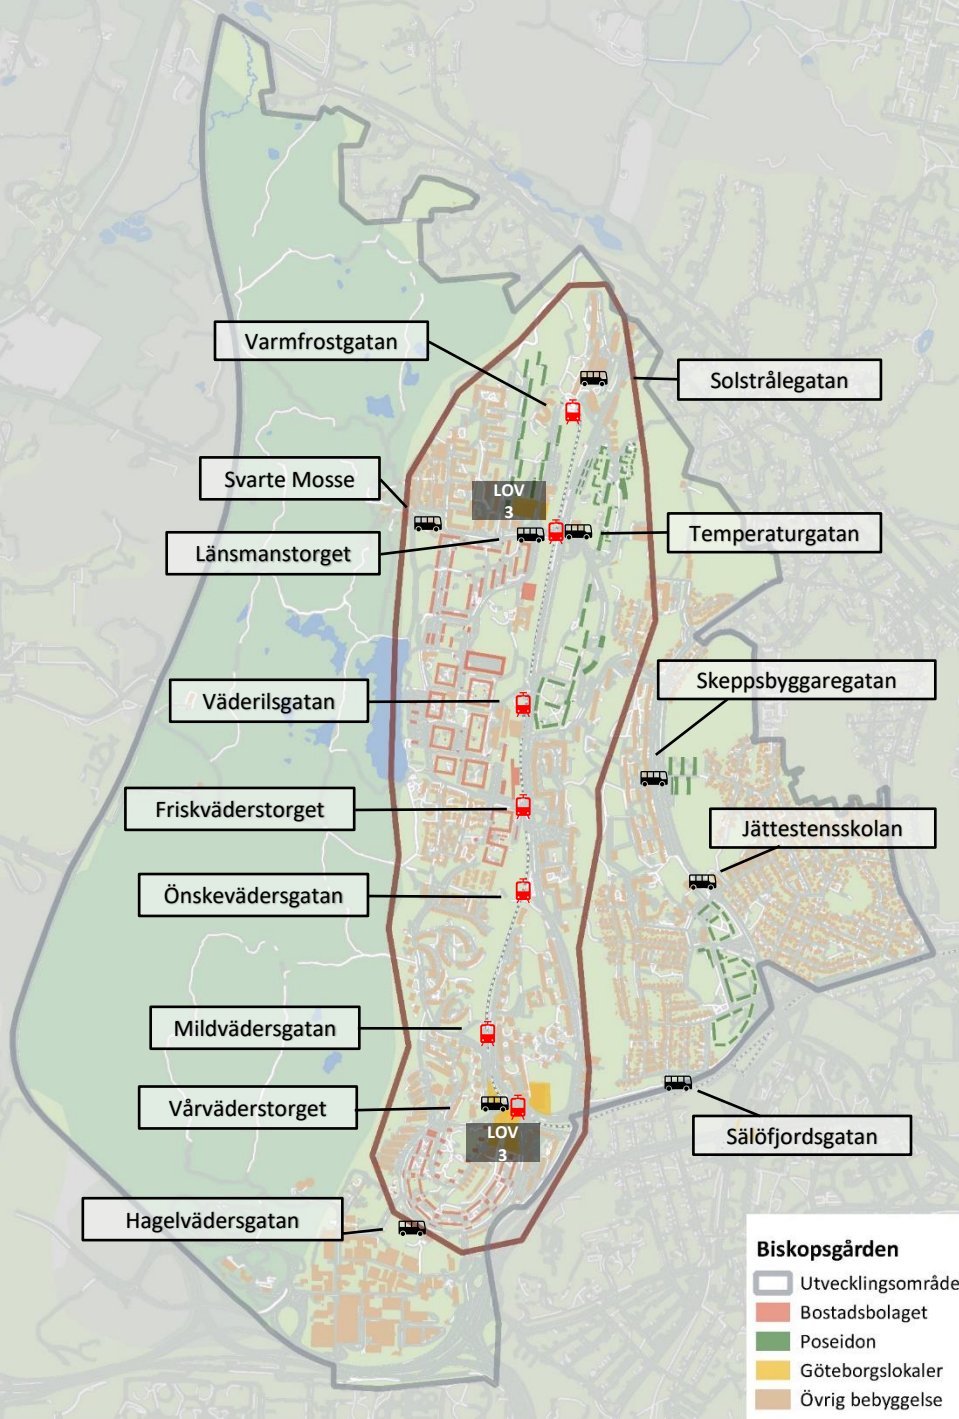 Varmfrostgatan
Solstrålegatan
Svarte Mosse
LOV
3
Länsmanstorget
Temperaturgatan
Skeppsbyggaregatan
Väderilsgatan
Friskväderstorget
Jättestensskolan
Önskevädersgatan
Mildvädersgatan
Vårväderstorget
LOV
3
Sälöfjordsgatan
Hagelvädersgatan
Biskopsgården
Utvecklingsområde
Bostadsbolaget
Poseidon
Göteborgslokaler
Övrig bebyggelse